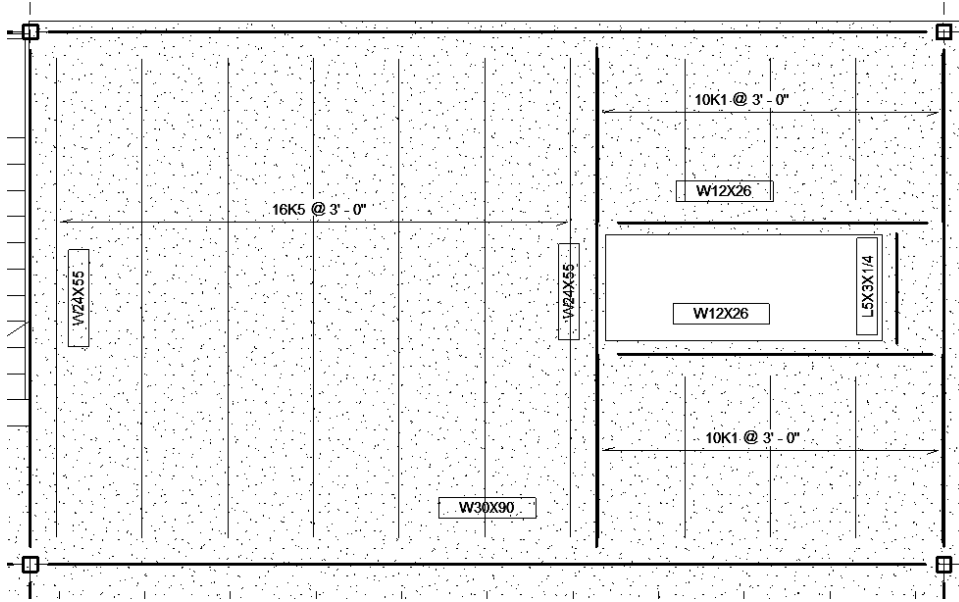 10K1 @ 3' - 0"
W12X26
16K5 @ 3' - 0"
W24X55
W24X55
L5X3X1/4
W12X26
10K1 @ 3' - 0"
W30X90